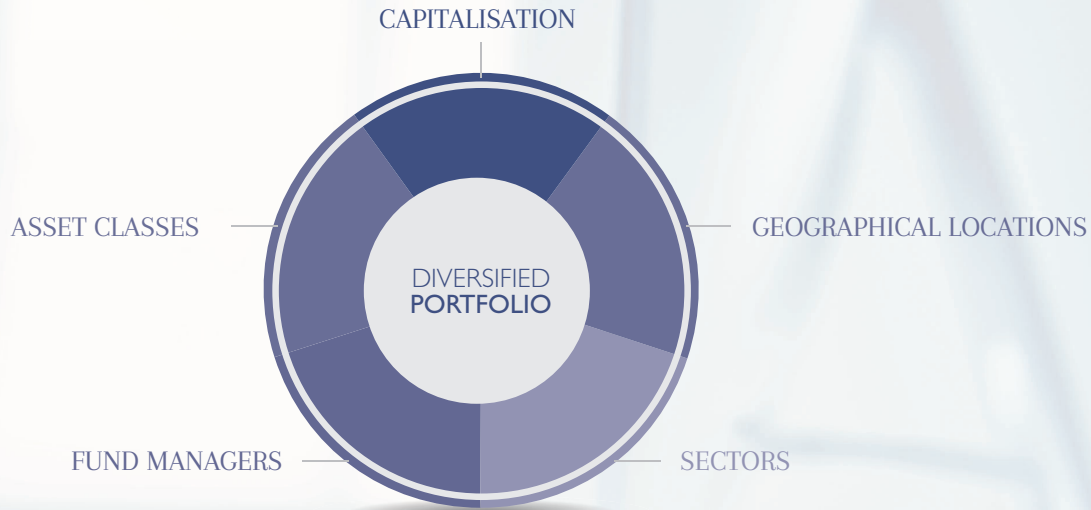 CAPITALISATION
ASSET CLASSES
GEOGRAPHICAL LOCATIONS
DIVERSIFIED
PORTFOLIO
FUND MANAGERS
SECTORS